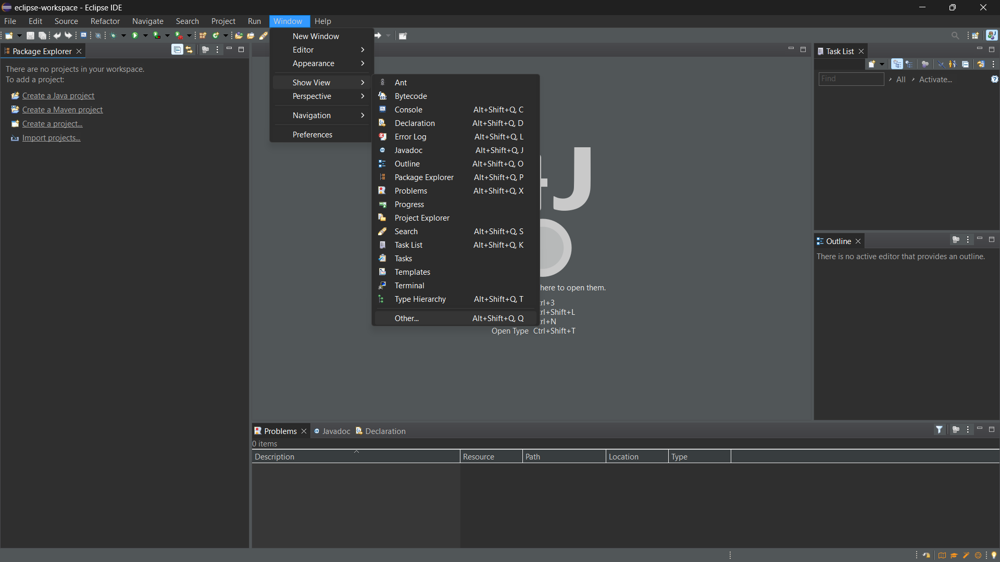 eclipse-workspace - Eclipse IDE
File Edit Source Refactor Navigate Search Project Run Window Help
Package Explorer
There are no projects in your workspace.
To add a project:
Create a Java project
Create a Maven project
Create a project...
Import projects...
New Window
Editor
Appearance
Show View
Perspective
Navigation
Preferences
Ant
Bytecode
Console Alt+Shift+Q, C
Declaration Alt+Shift+Q, D
Error Log Alt+Shift+Q, L
Javadoc Alt+Shift+Q, J
Outline Alt+Shift+Q, O
Package Explorer Alt+Shift+Q, P
Problems Alt+Shift+Q, X
Progress
Project Explorer
Search Alt+Shift+Q, S
Task List Alt+Shift+Q, K
Tasks
Templates
Terminal
Type Hierarchy Alt+Shift+Q, T
Other... Alt+Shift+Q, Q
J
here to open them.
rl+3
rl+Shift+L
rl+N
Open Type Ctrl+Shift+T
Task List
Find All Activate...
Outline
There is no active editor that provides an outline.
Problems Javadoc Declaration
0 items
Description Resource Path Location Type